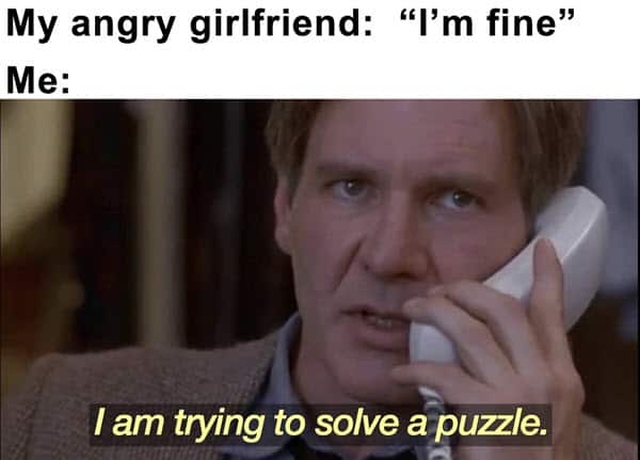 My angry girlfriend:  “I’m fine”
Me:
I am trying to solve a puzzle.